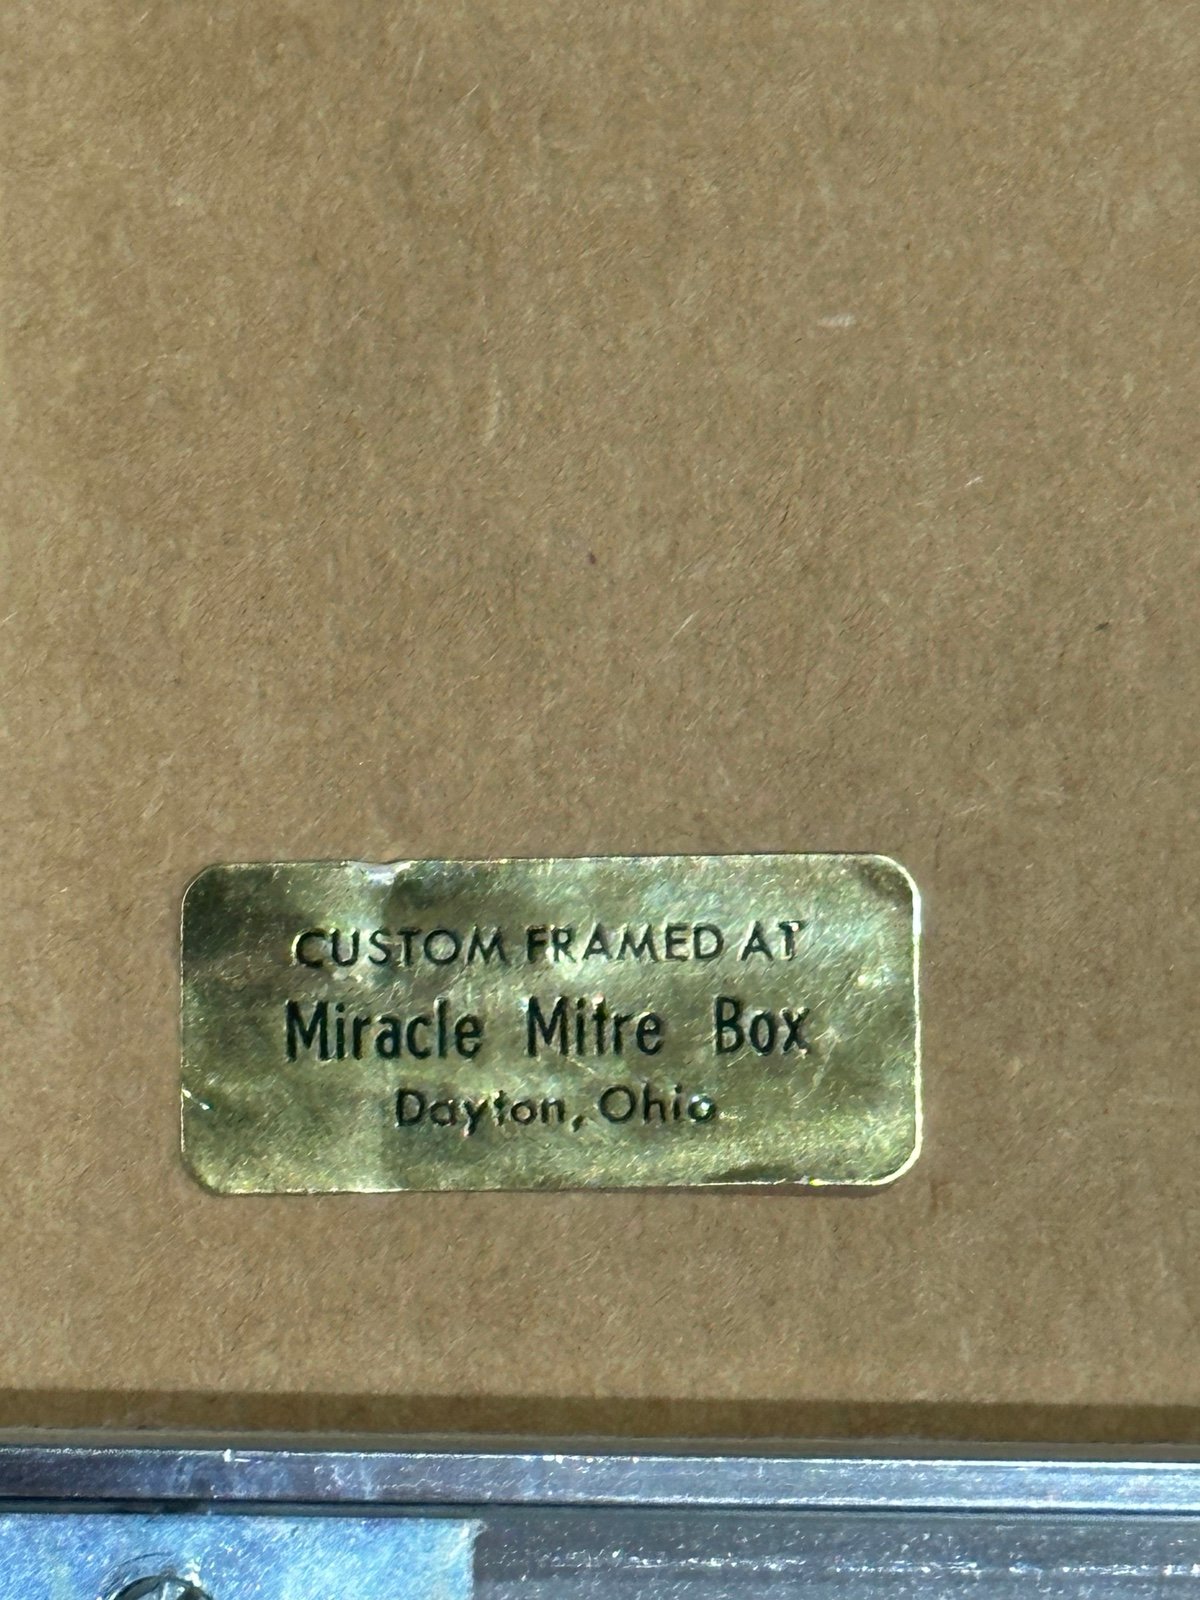 CUSTOM FRAMED AT
Miracle Mitre Box
Dayton, Ohio